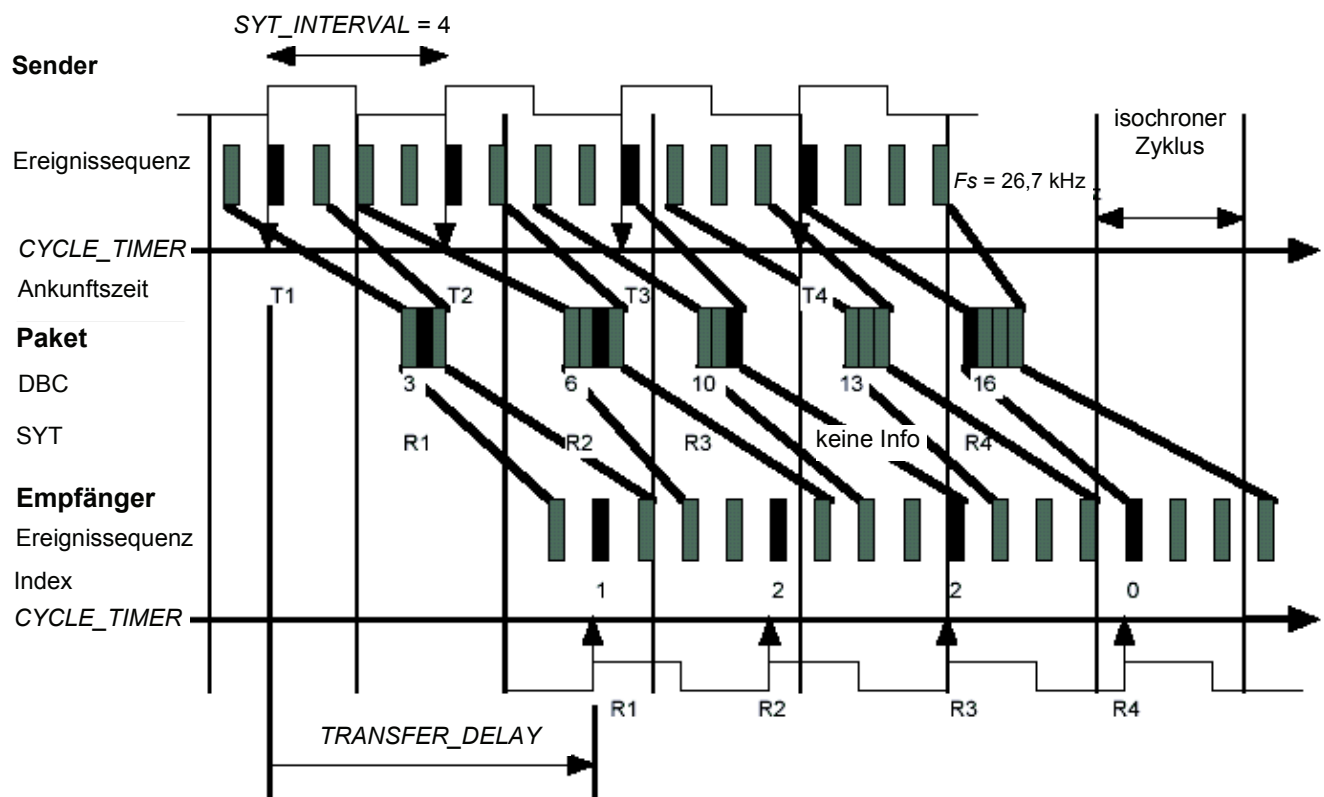 SYT_INTERVAL = 4
Sender
isochroner
Zyklus
Ereignissequenz
Fs = 26,7 kHz
z
CYCLE_TIMER
Ankunftszeit
T1 T2 T3 T4
Paket
DBC 3 6 10 13 16
SYT R1 R2 R3 keine Info R4
Empfänger
Ereignissequenz
Index 1 2 2 0
CYCLE_TIMER
R1 R2 R3 R4
TRANSFER_DELAY